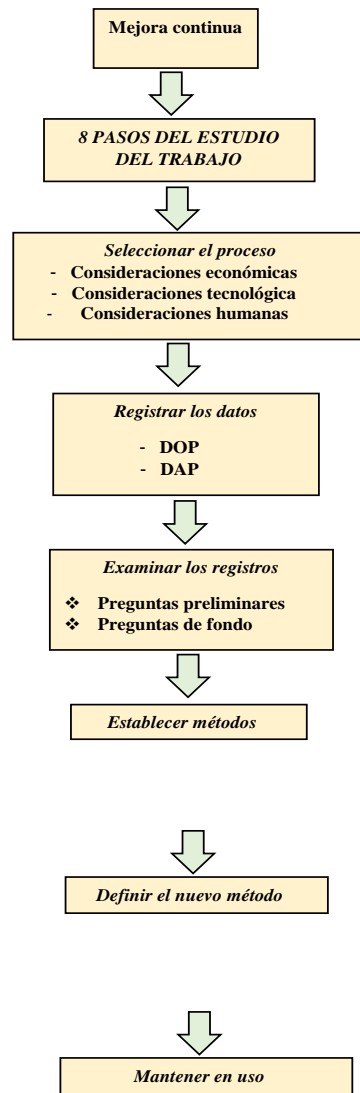 Mejora continua
8 PASOS DEL ESTUDIO
DEL TRABAJO
Seleccionar el proceso
- Consideraciones económicas
- Consideraciones tecnológica
- Consideraciones humanas
Registrar los datos
- DOP
- DAP
Examinar los registros
❖ Preguntas preliminares
❖ Preguntas de fondo
Establecer métodos
Definir el nuevo método
Mantener en uso